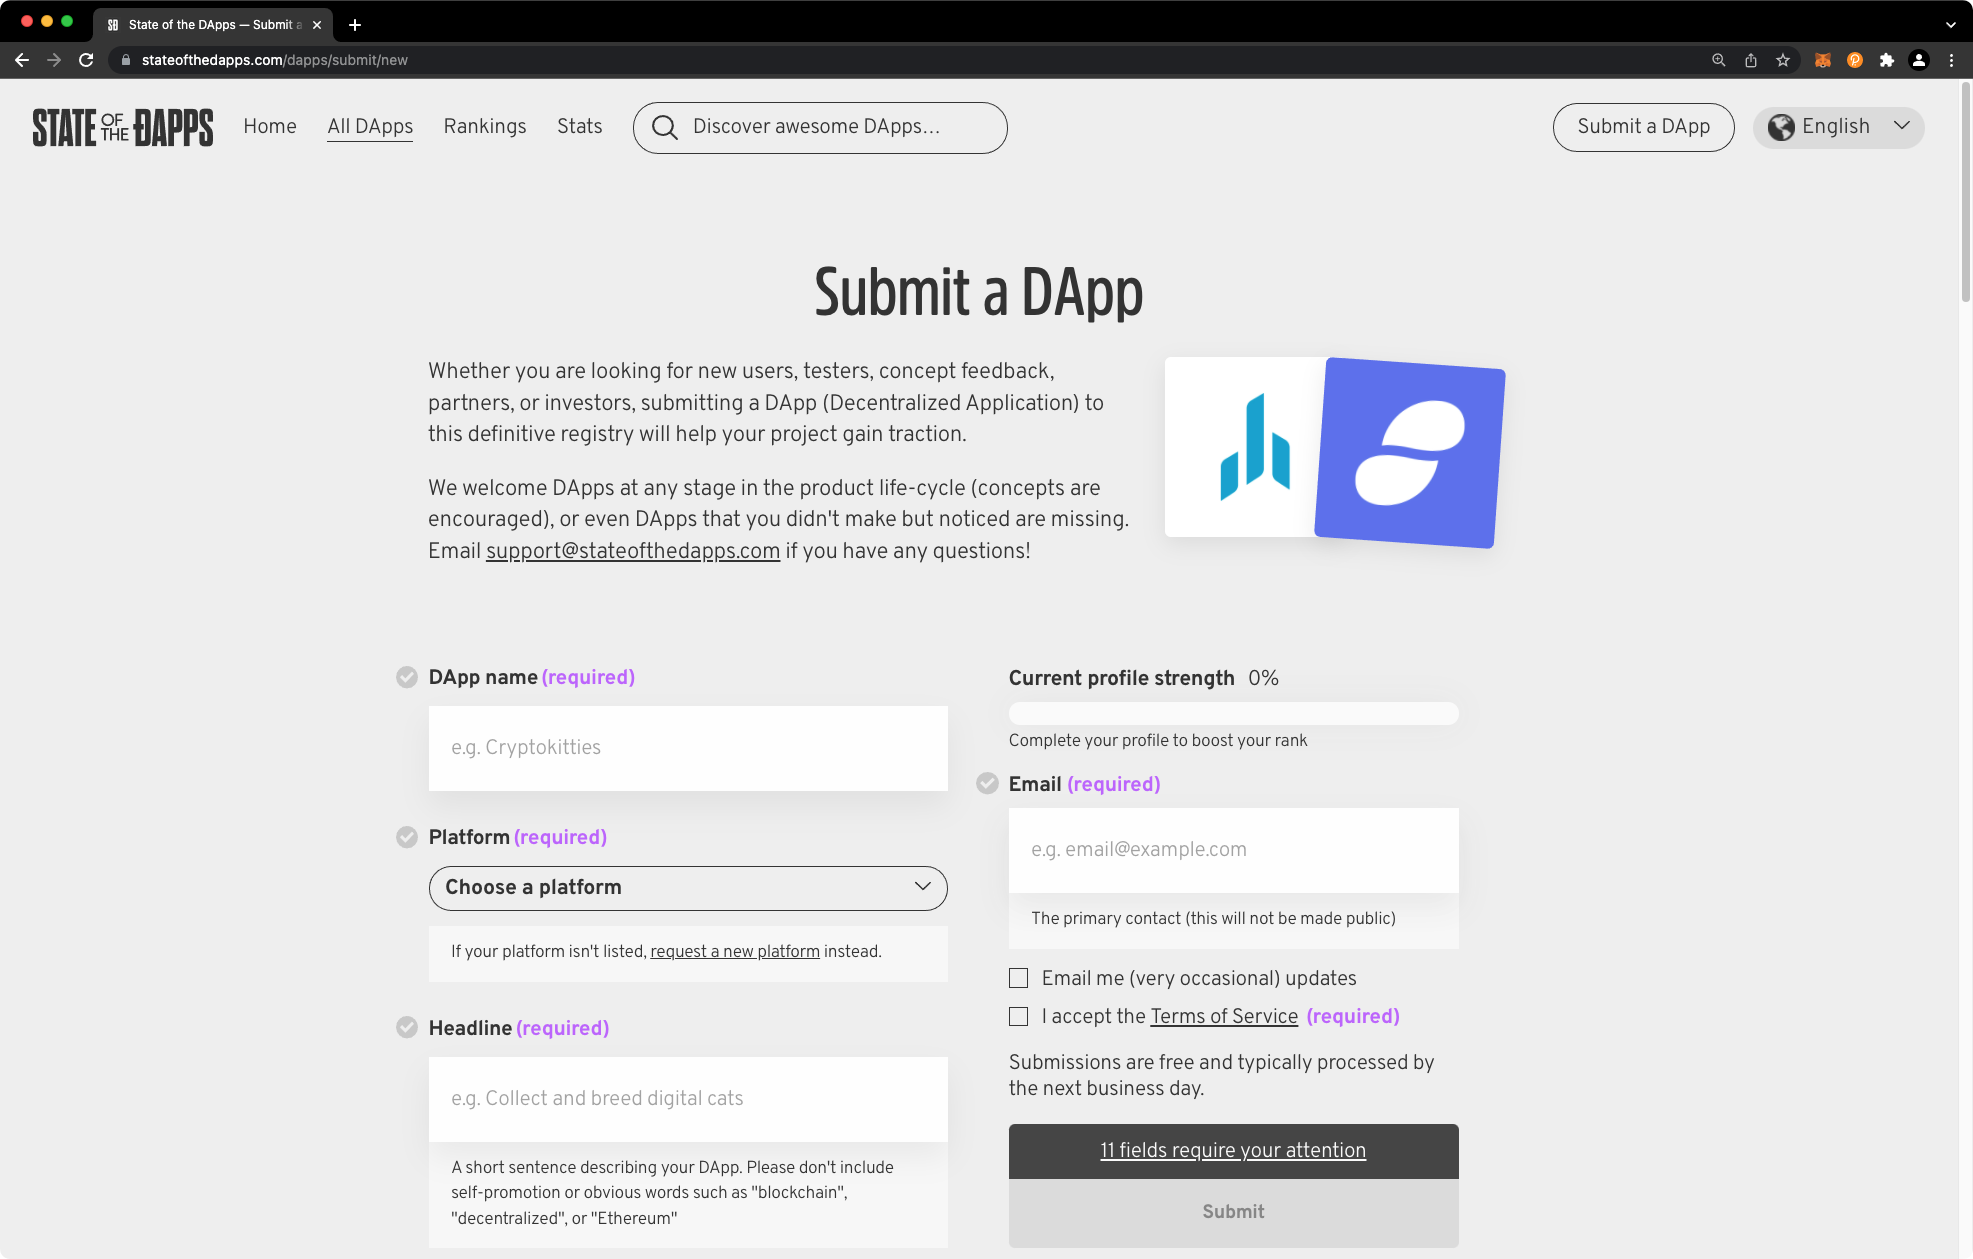 State of the DApps — Submit a
stateofthedapps.com/dapps/submit/new
STATE OF THE ĐAPPS
Home
All DApps
Rankings
Stats
Discover awesome DApps…
Submit a DApp
English
Submit a DApp
Whether you are looking for new users, testers, concept feedback,
partners, or investors, submitting a DApp (Decentralized Application) to
this definitive registry will help your project gain traction.
We welcome DApps at any stage in the product life-cycle (concepts are
encouraged), or even DApps that you didn't make but noticed are missing.
Email support@stateofthedapps.com if you have any questions!
DApp name (required)
e.g. Cryptokitties
Platform (required)
Choose a platform
If your platform isn't listed, request a new platform instead.
Headline (required)
e.g. Collect and breed digital cats
A short sentence describing your DApp. Please don't include
self-promotion or obvious words such as "blockchain",
"decentralized", or "Ethereum"
Current profile strength 0%
Complete your profile to boost your rank
Email (required)
e.g. email@example.com
The primary contact (this will not be made public)
Email me (very occasional) updates
I accept the Terms of Service (required)
Submissions are free and typically processed by
the next business day.
11 fields require your attention
Submit